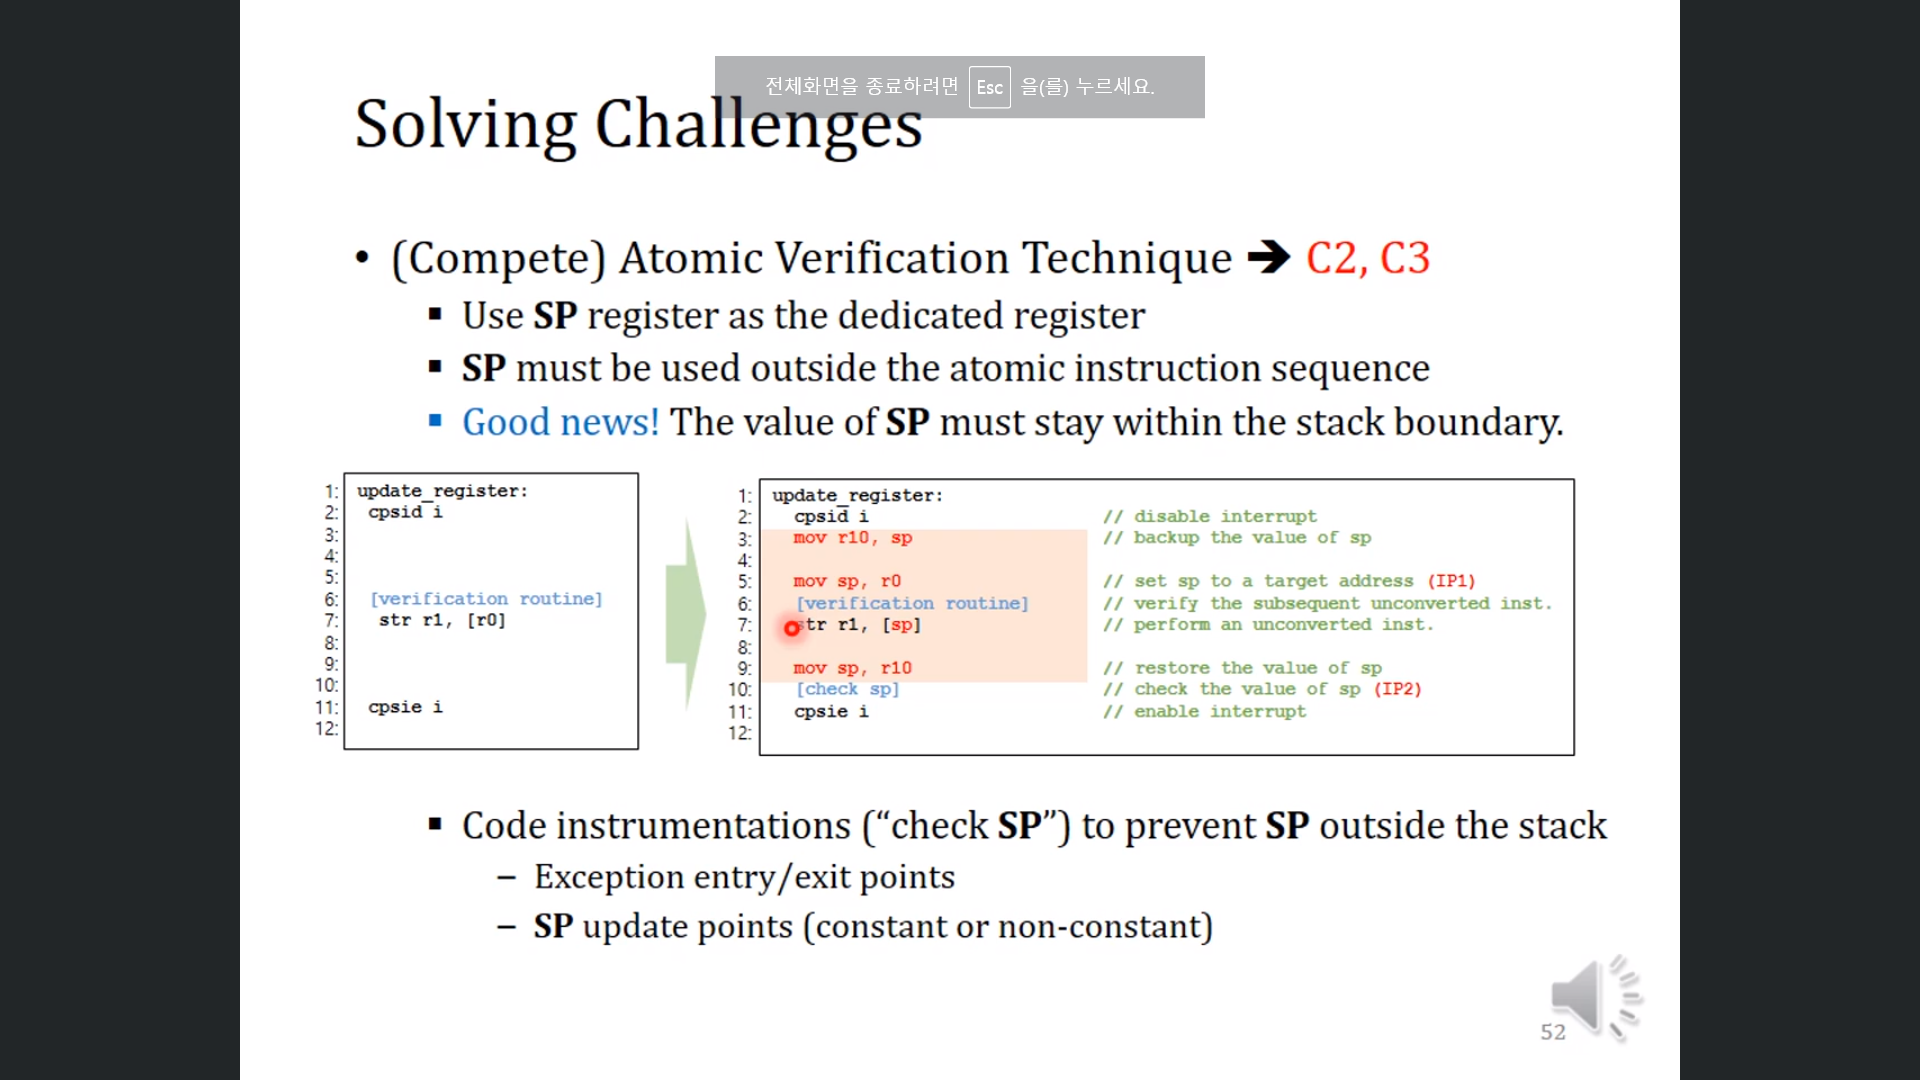 전체화면을 종료하려면 Esc 을(를) 누르세요.
Solving Challenges
• (Compete) Atomic Verification Technique ➔ C2, C3
▪ Use SP register as the dedicated register
▪ SP must be used outside the atomic instruction sequence
▪ Good news! The value of SP must stay within the stack boundary.
1: update_register:
2: cpsid i
3:
4:
5:
6: [verification routine]
7: str r1, [r0]
8:
9:
10:
11: cpsie i
12:
1: update_register:
2: cpsid i // disable interrupt
3: mov r10, sp // backup the value of sp
4:
5: mov sp, r0 // set sp to a target address (IP1)
6: [verification routine] // verify the subsequent unconverted inst.
7: str r1, [sp] // perform an unconverted inst.
8:
9: mov sp, r10 // restore the value of sp
10: [check sp] // check the value of sp (IP2)
11: cpsie i // enable interrupt
12:
▪ Code instrumentations (“check SP”) to prevent SP outside the stack
– Exception entry/exit points
– SP update points (constant or non-constant)
52